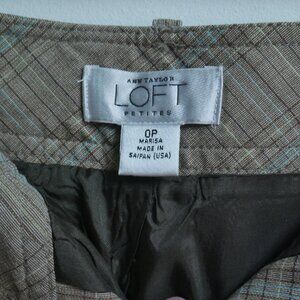 ANN TAYLOR
LOFT
PETITES
0P
MARISA
MADE IN
SAIPAN (USA)